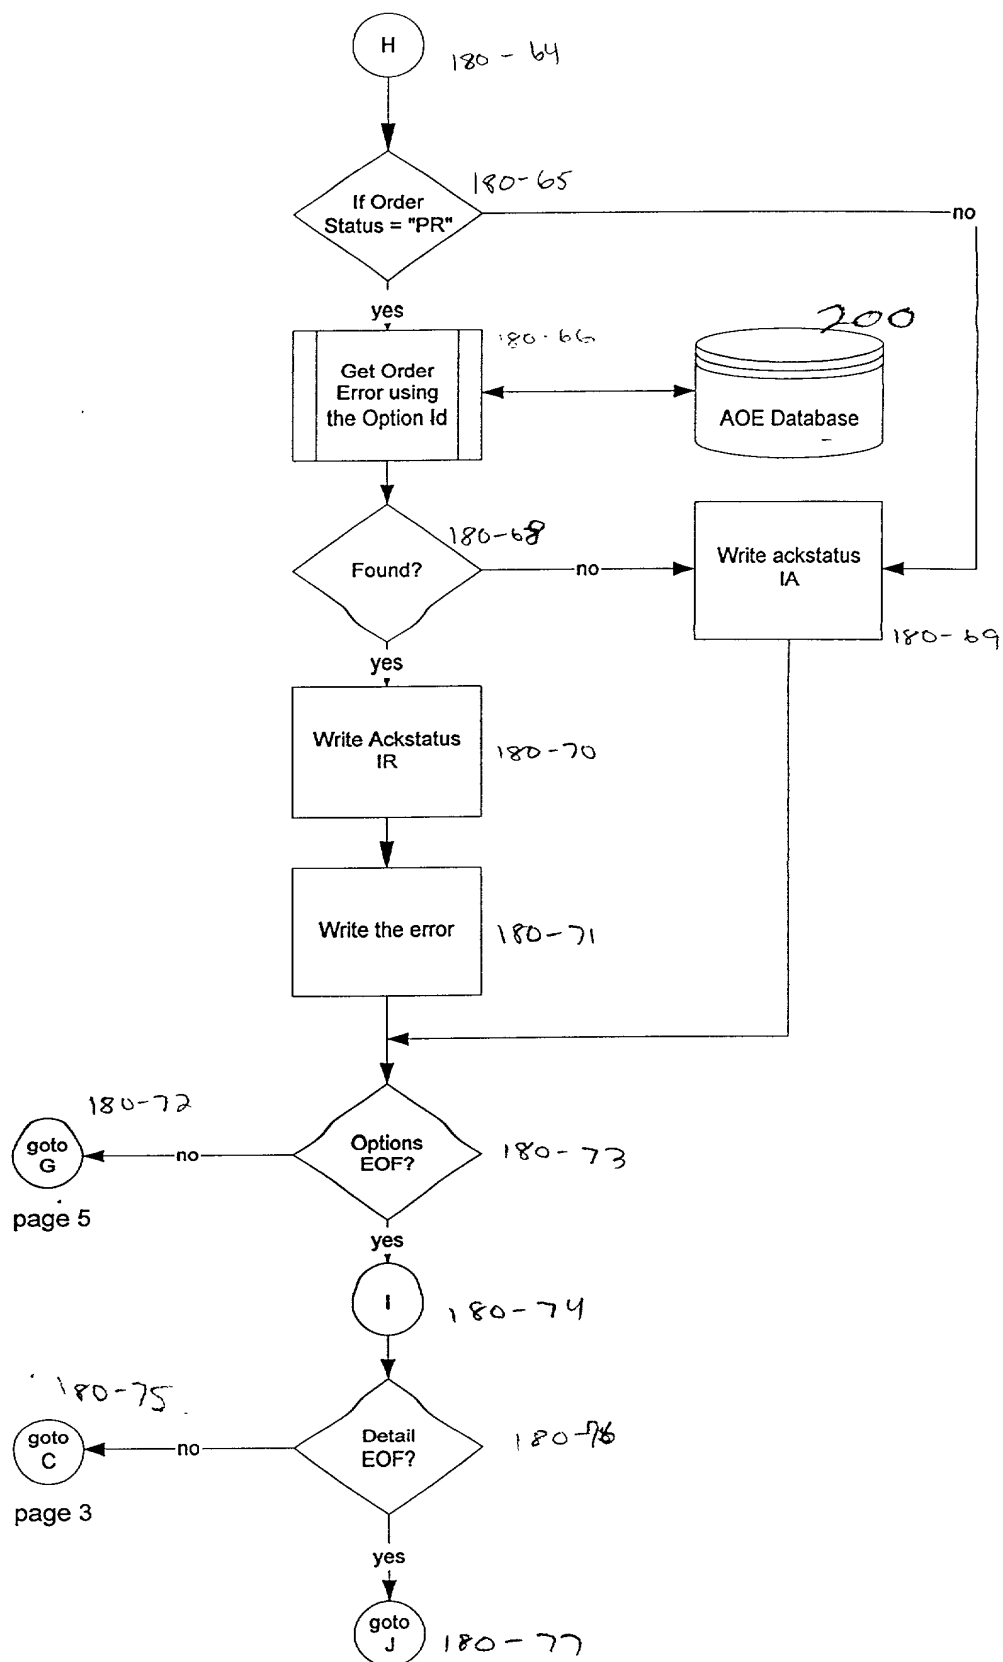 H
180-64
180-65
If Order
Status = "PR"
no
yes
180-66
200
Get Order
Error using
the Option Id
AOE Database
180-68
Found?
no
Write ackstatus
IA
180-69
yes
Write Ackstatus
IR
180-70
Write the error
180-71
180-72
goto
G
no
Options
EOF?
180-73
page 5
yes
I
180-74
180-75
goto
C
no
Detail
EOF?
180-76
page 3
yes
goto
J
180-77